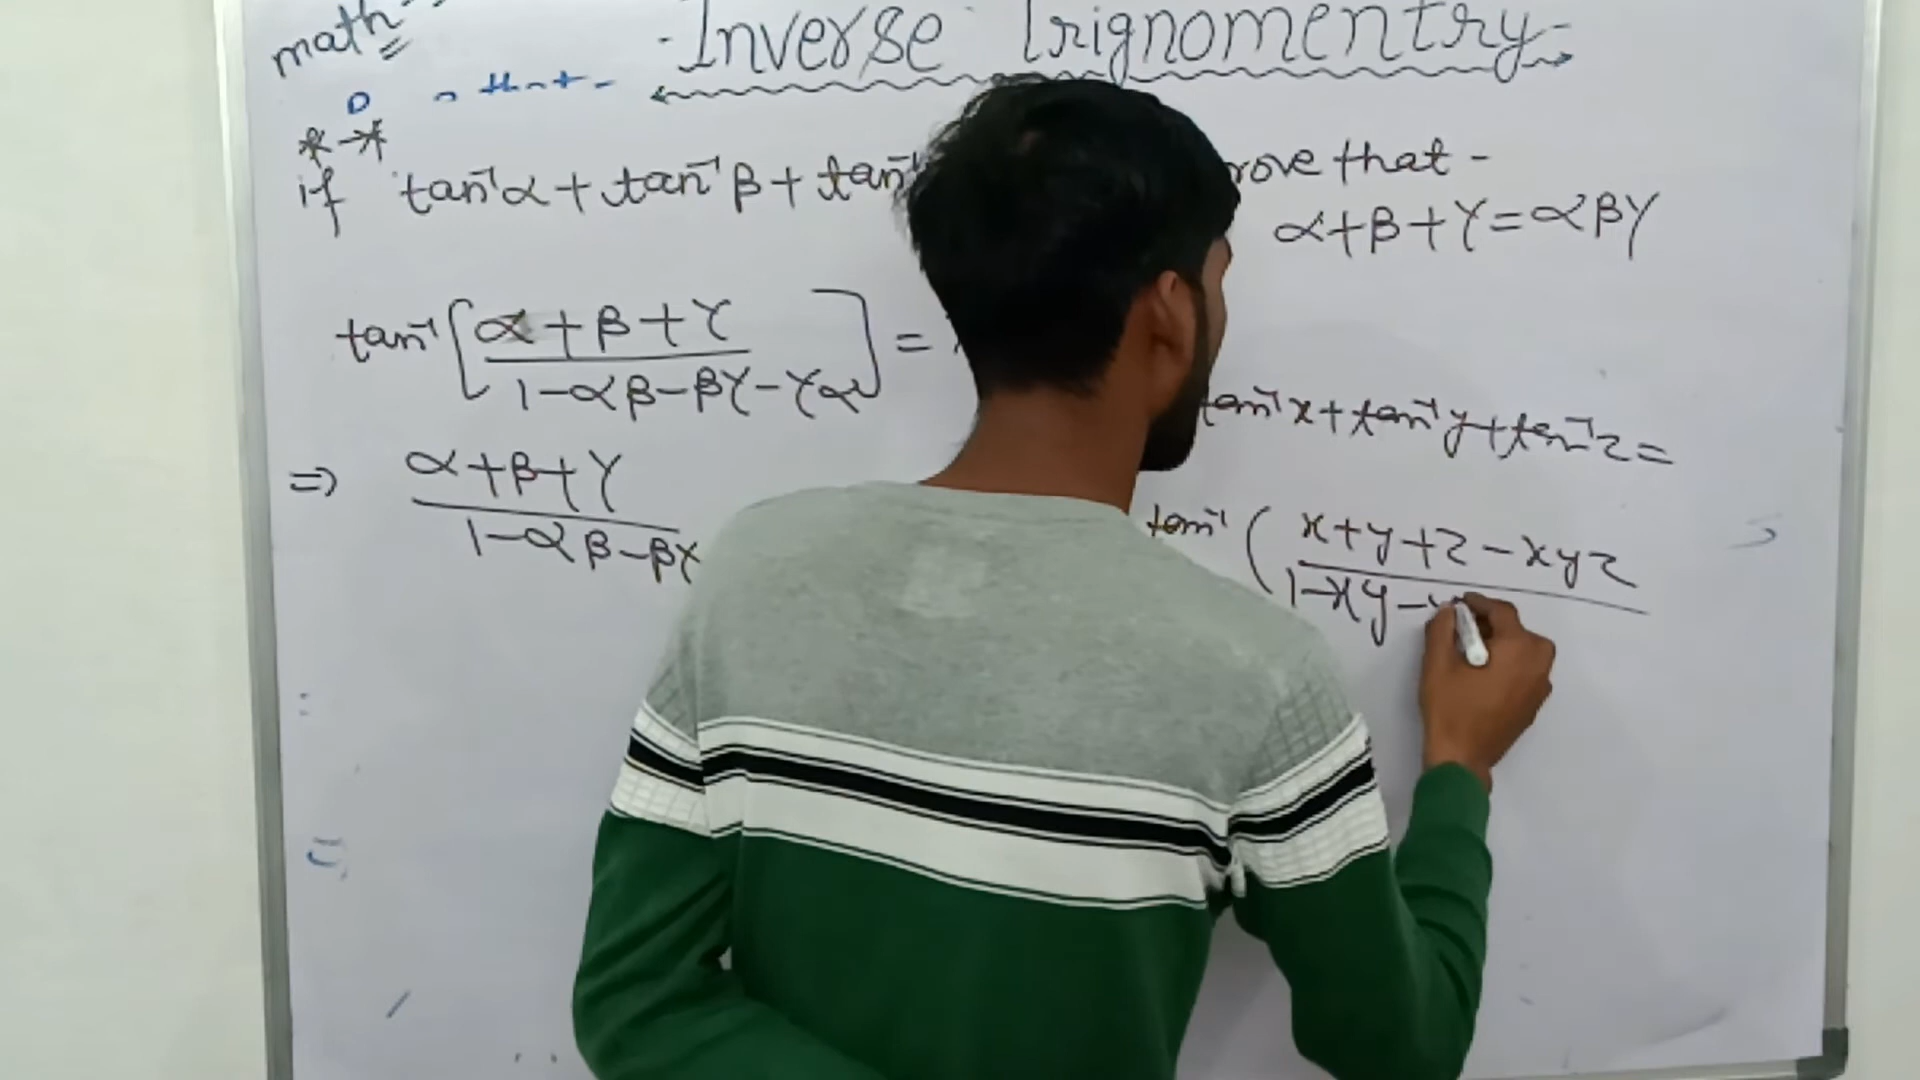 math
- Inverse Trignomentry -
if tan⁻¹α + tan⁻¹β + tan⁻¹ rove that -
α+β+γ=αβγ
tan⁻¹[(α+β+γ)/(1-αβ-βγ-γα)] =
tan⁻¹x+tan⁻¹y+tan⁻¹z=
⇒ (α+β+γ)/(1-αβ-βγ
tan⁻¹ ( (x+y+z-xyz)/(1-xy-